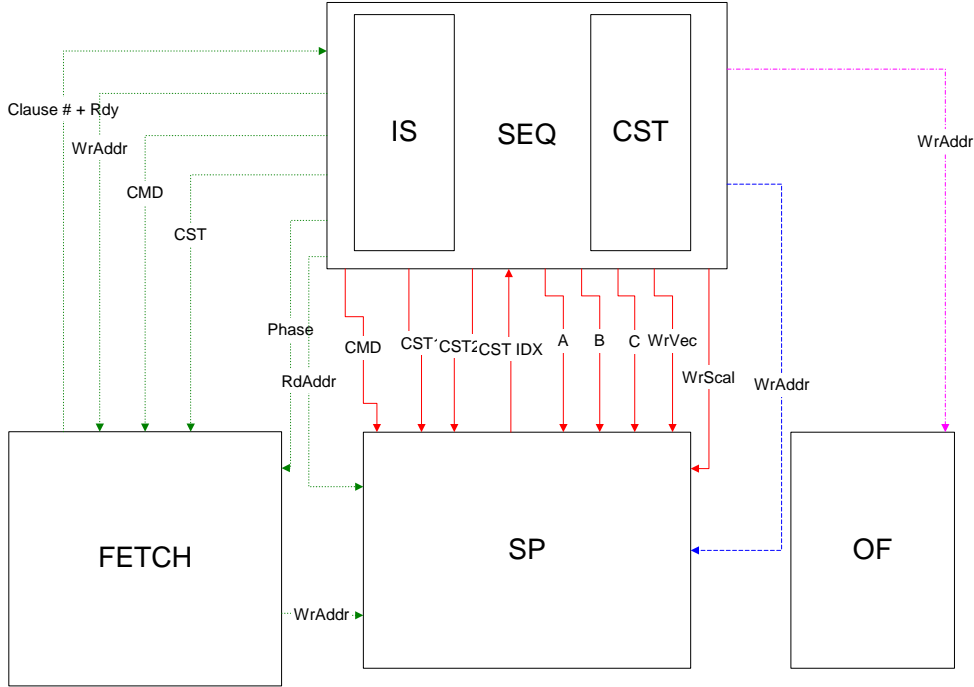 IS
SEQ
CST
Clause # + Rdy
WrAddr
WrAddr
CMD
CST
Phase
CMD
CST1
CST2
CST IDX
A
B
C
WrVec
RdAddr
WrScal
WrAddr
FETCH
SP
OF
WrAddr